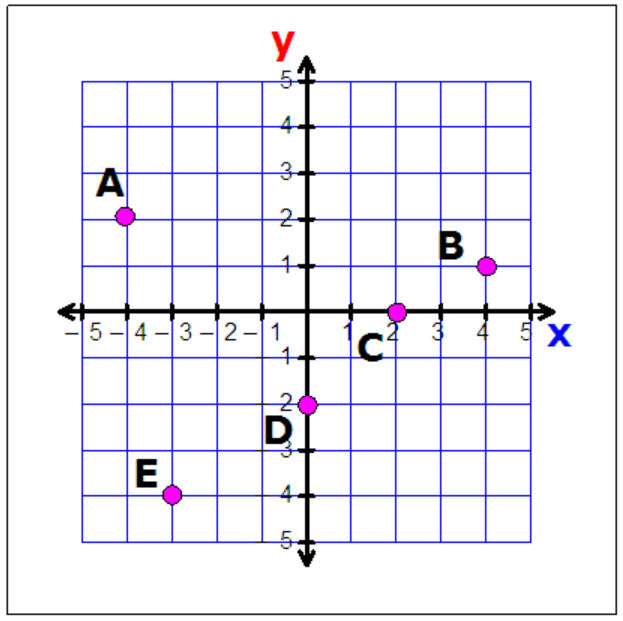 y
5
4
A
3
2
B
1
– 5 – 4 – 3 – 2 – 1 1 2 3 4 5 x
C
– 1
– 2
D
– 3
E
– 4
– 5